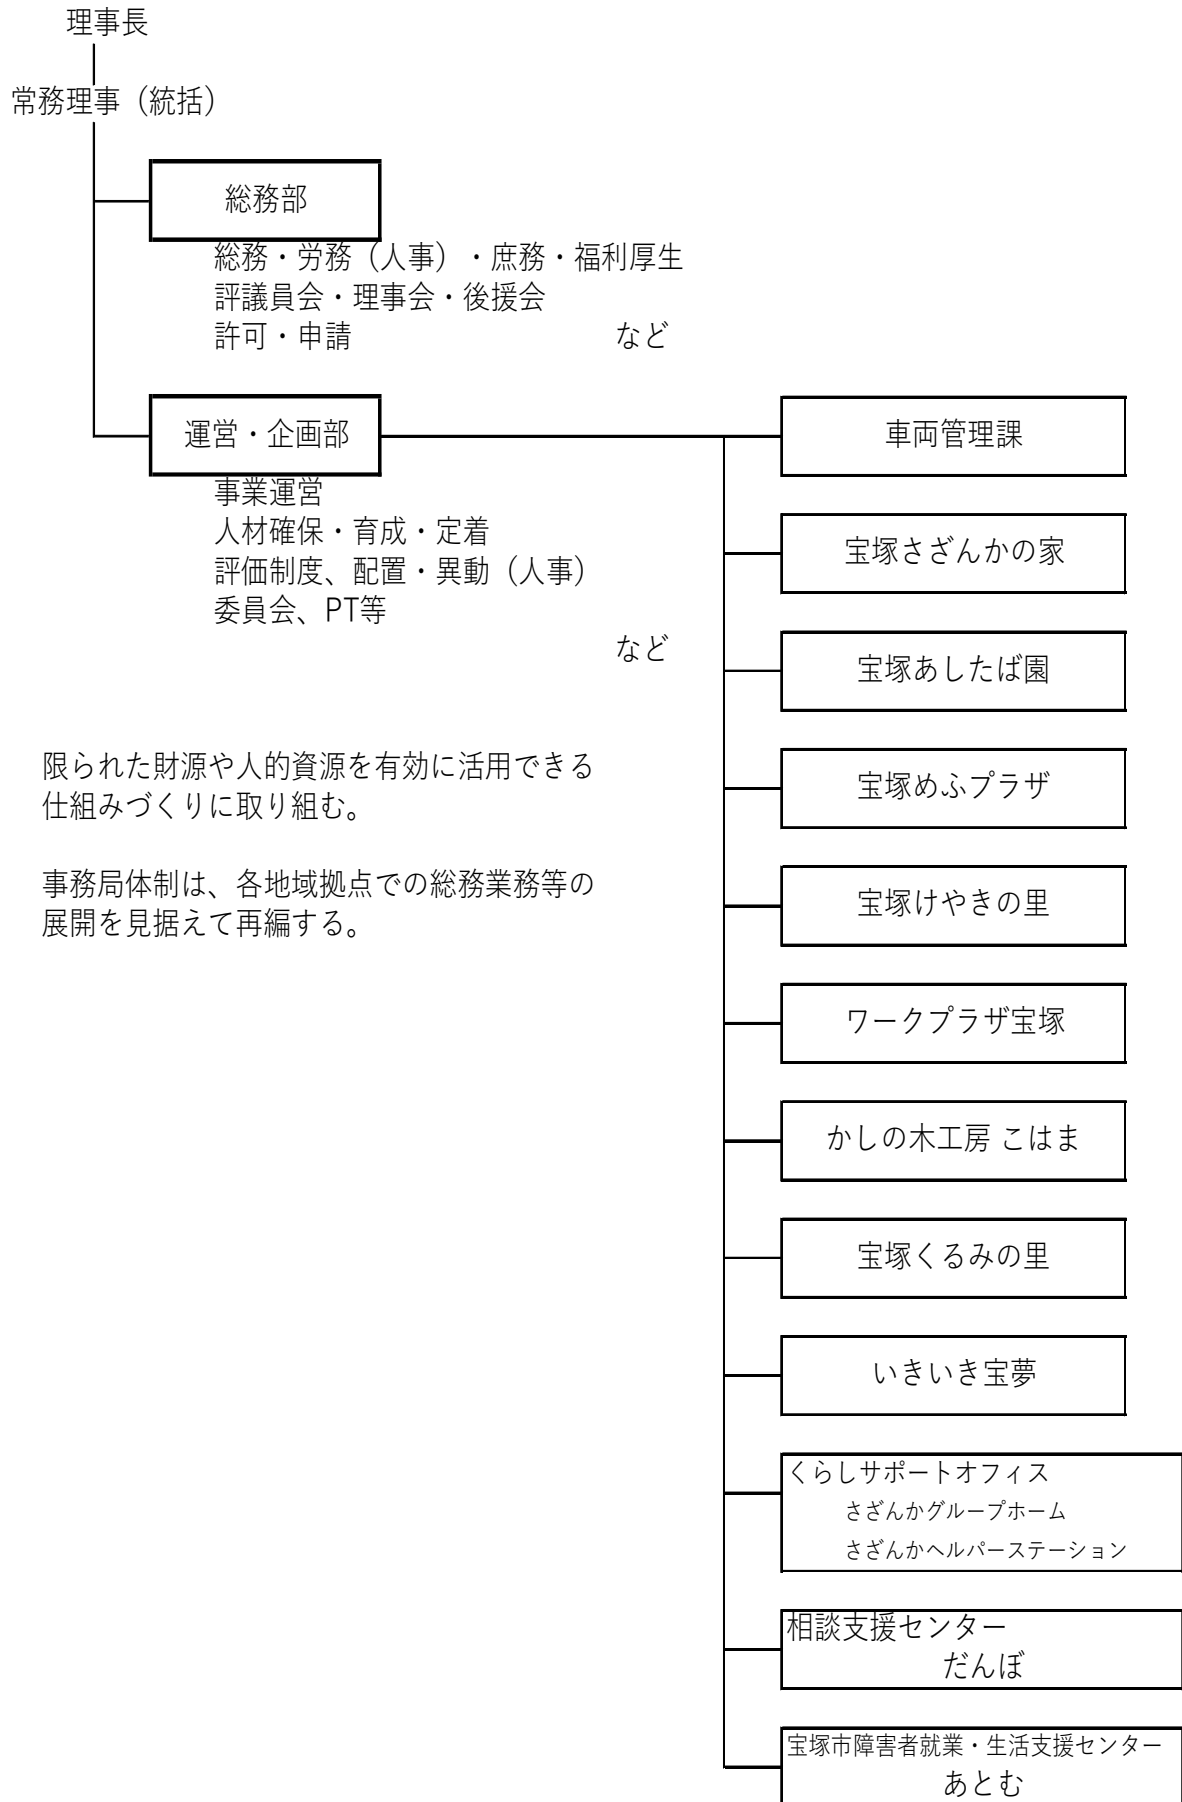 理事長
常務理事（統括）
総務部
総務・労務（人事）・庶務・福利厚生
評議員会・理事会・後援会
許可・申請　など
運営・企画部
事業運営
人材確保・育成・定着
評価制度、配置・異動（人事）
委員会、PT等
など
限られた財源や人的資源を有効に活用できる
仕組みづくりに取り組む。
事務局体制は、各地域拠点での総務業務等の
展開を見据えて再編する。
車両管理課
宝塚さざんかの家
宝塚あしたば園
宝塚めふプラザ
宝塚けやきの里
ワークプラザ宝塚
かしの木工房 こはま
宝塚くるみの里
いきいき宝夢
くらしサポートオフィス
さざんかグループホーム
さざんかヘルパーステーション
相談支援センター
だんぼ
宝塚市障害者就業・生活支援センター
あとむ